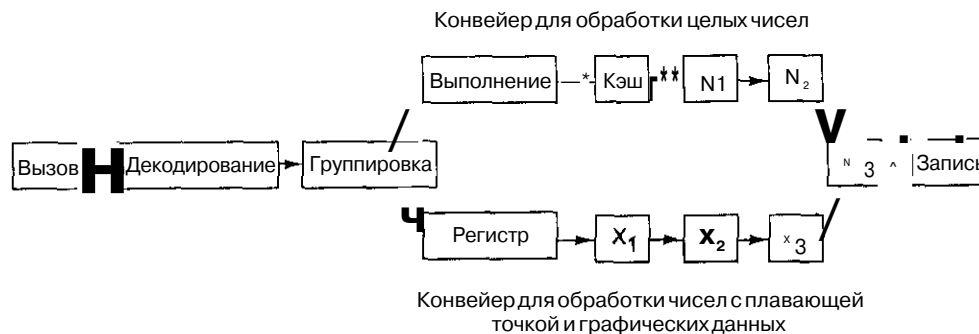 Конвейер для обработки целых чисел
Выполнение
Кэш
N1
N2
Вызов
Декодирование
Группировка
N3
Запись
Регистр
X1
X2
X3
Конвейер для обработки чисел с плавающей
точкой и графических данных